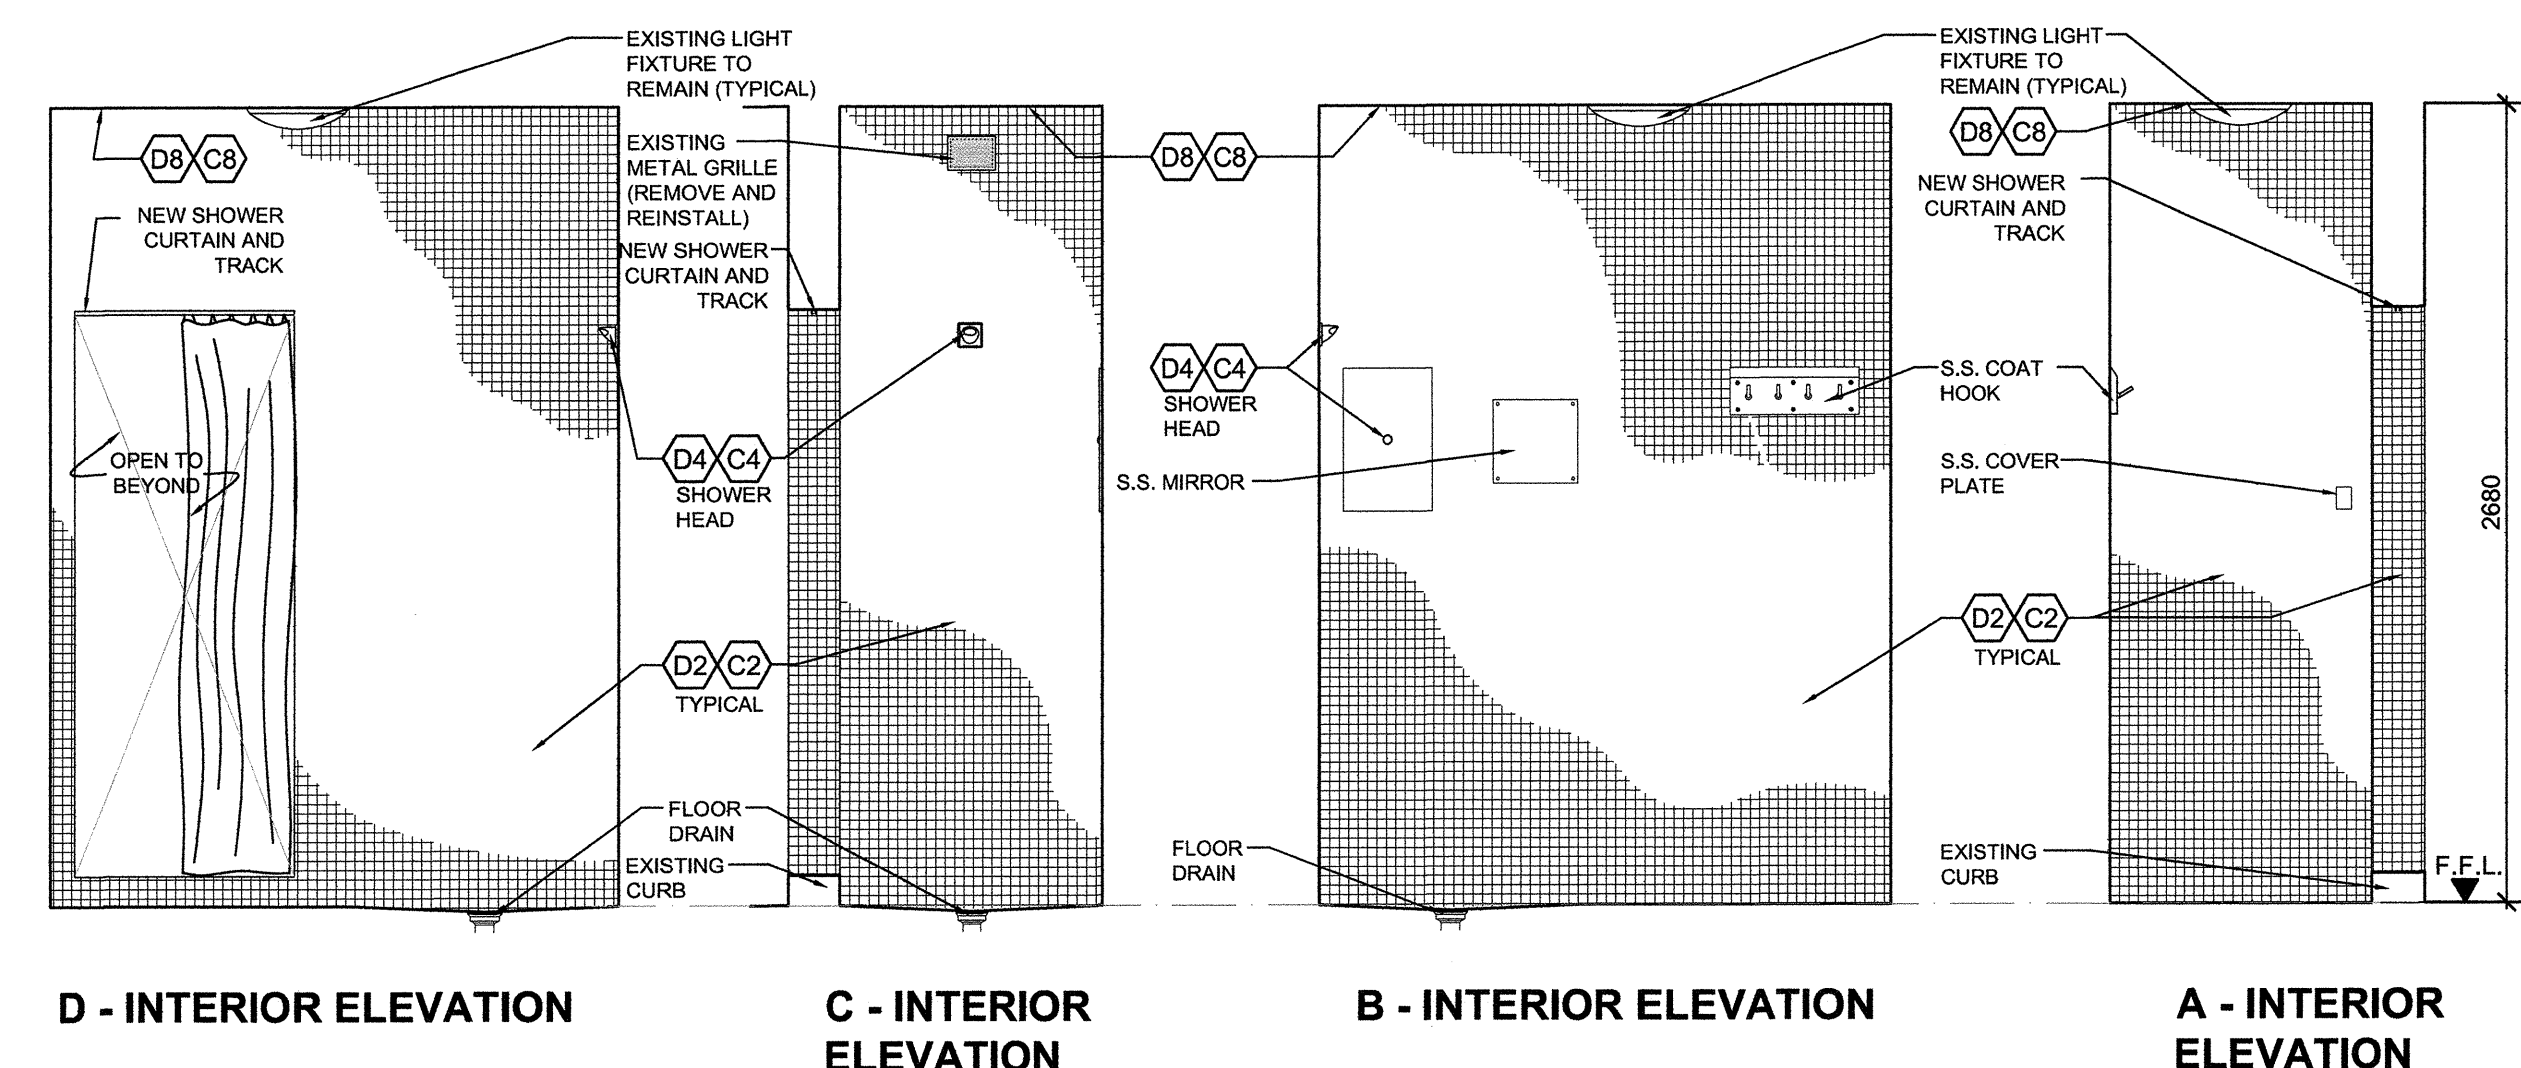 EXISTING LIGHT
FIXTURE TO
REMAIN (TYPICAL)
D8 C8
NEW SHOWER
CURTAIN AND
TRACK
OPEN TO
BEYOND
EXISTING
METAL GRILLE
(REMOVE AND
REINSTALL)
NEW SHOWER
CURTAIN AND
TRACK
D4 C4
SHOWER
HEAD
D2 C2
TYPICAL
FLOOR
DRAIN
EXISTING
CURB
D8 C8
D4 C4
SHOWER
HEAD
S.S. MIRROR
FLOOR
DRAIN
EXISTING LIGHT
FIXTURE TO
REMAIN (TYPICAL)
D8 C8
NEW SHOWER
CURTAIN AND
TRACK
S.S. COAT
HOOK
S.S. COVER
PLATE
D2 C2
TYPICAL
EXISTING
CURB
2680
F.F.L.
D - INTERIOR ELEVATION
C - INTERIOR
ELEVATION
B - INTERIOR ELEVATION
A - INTERIOR
ELEVATION